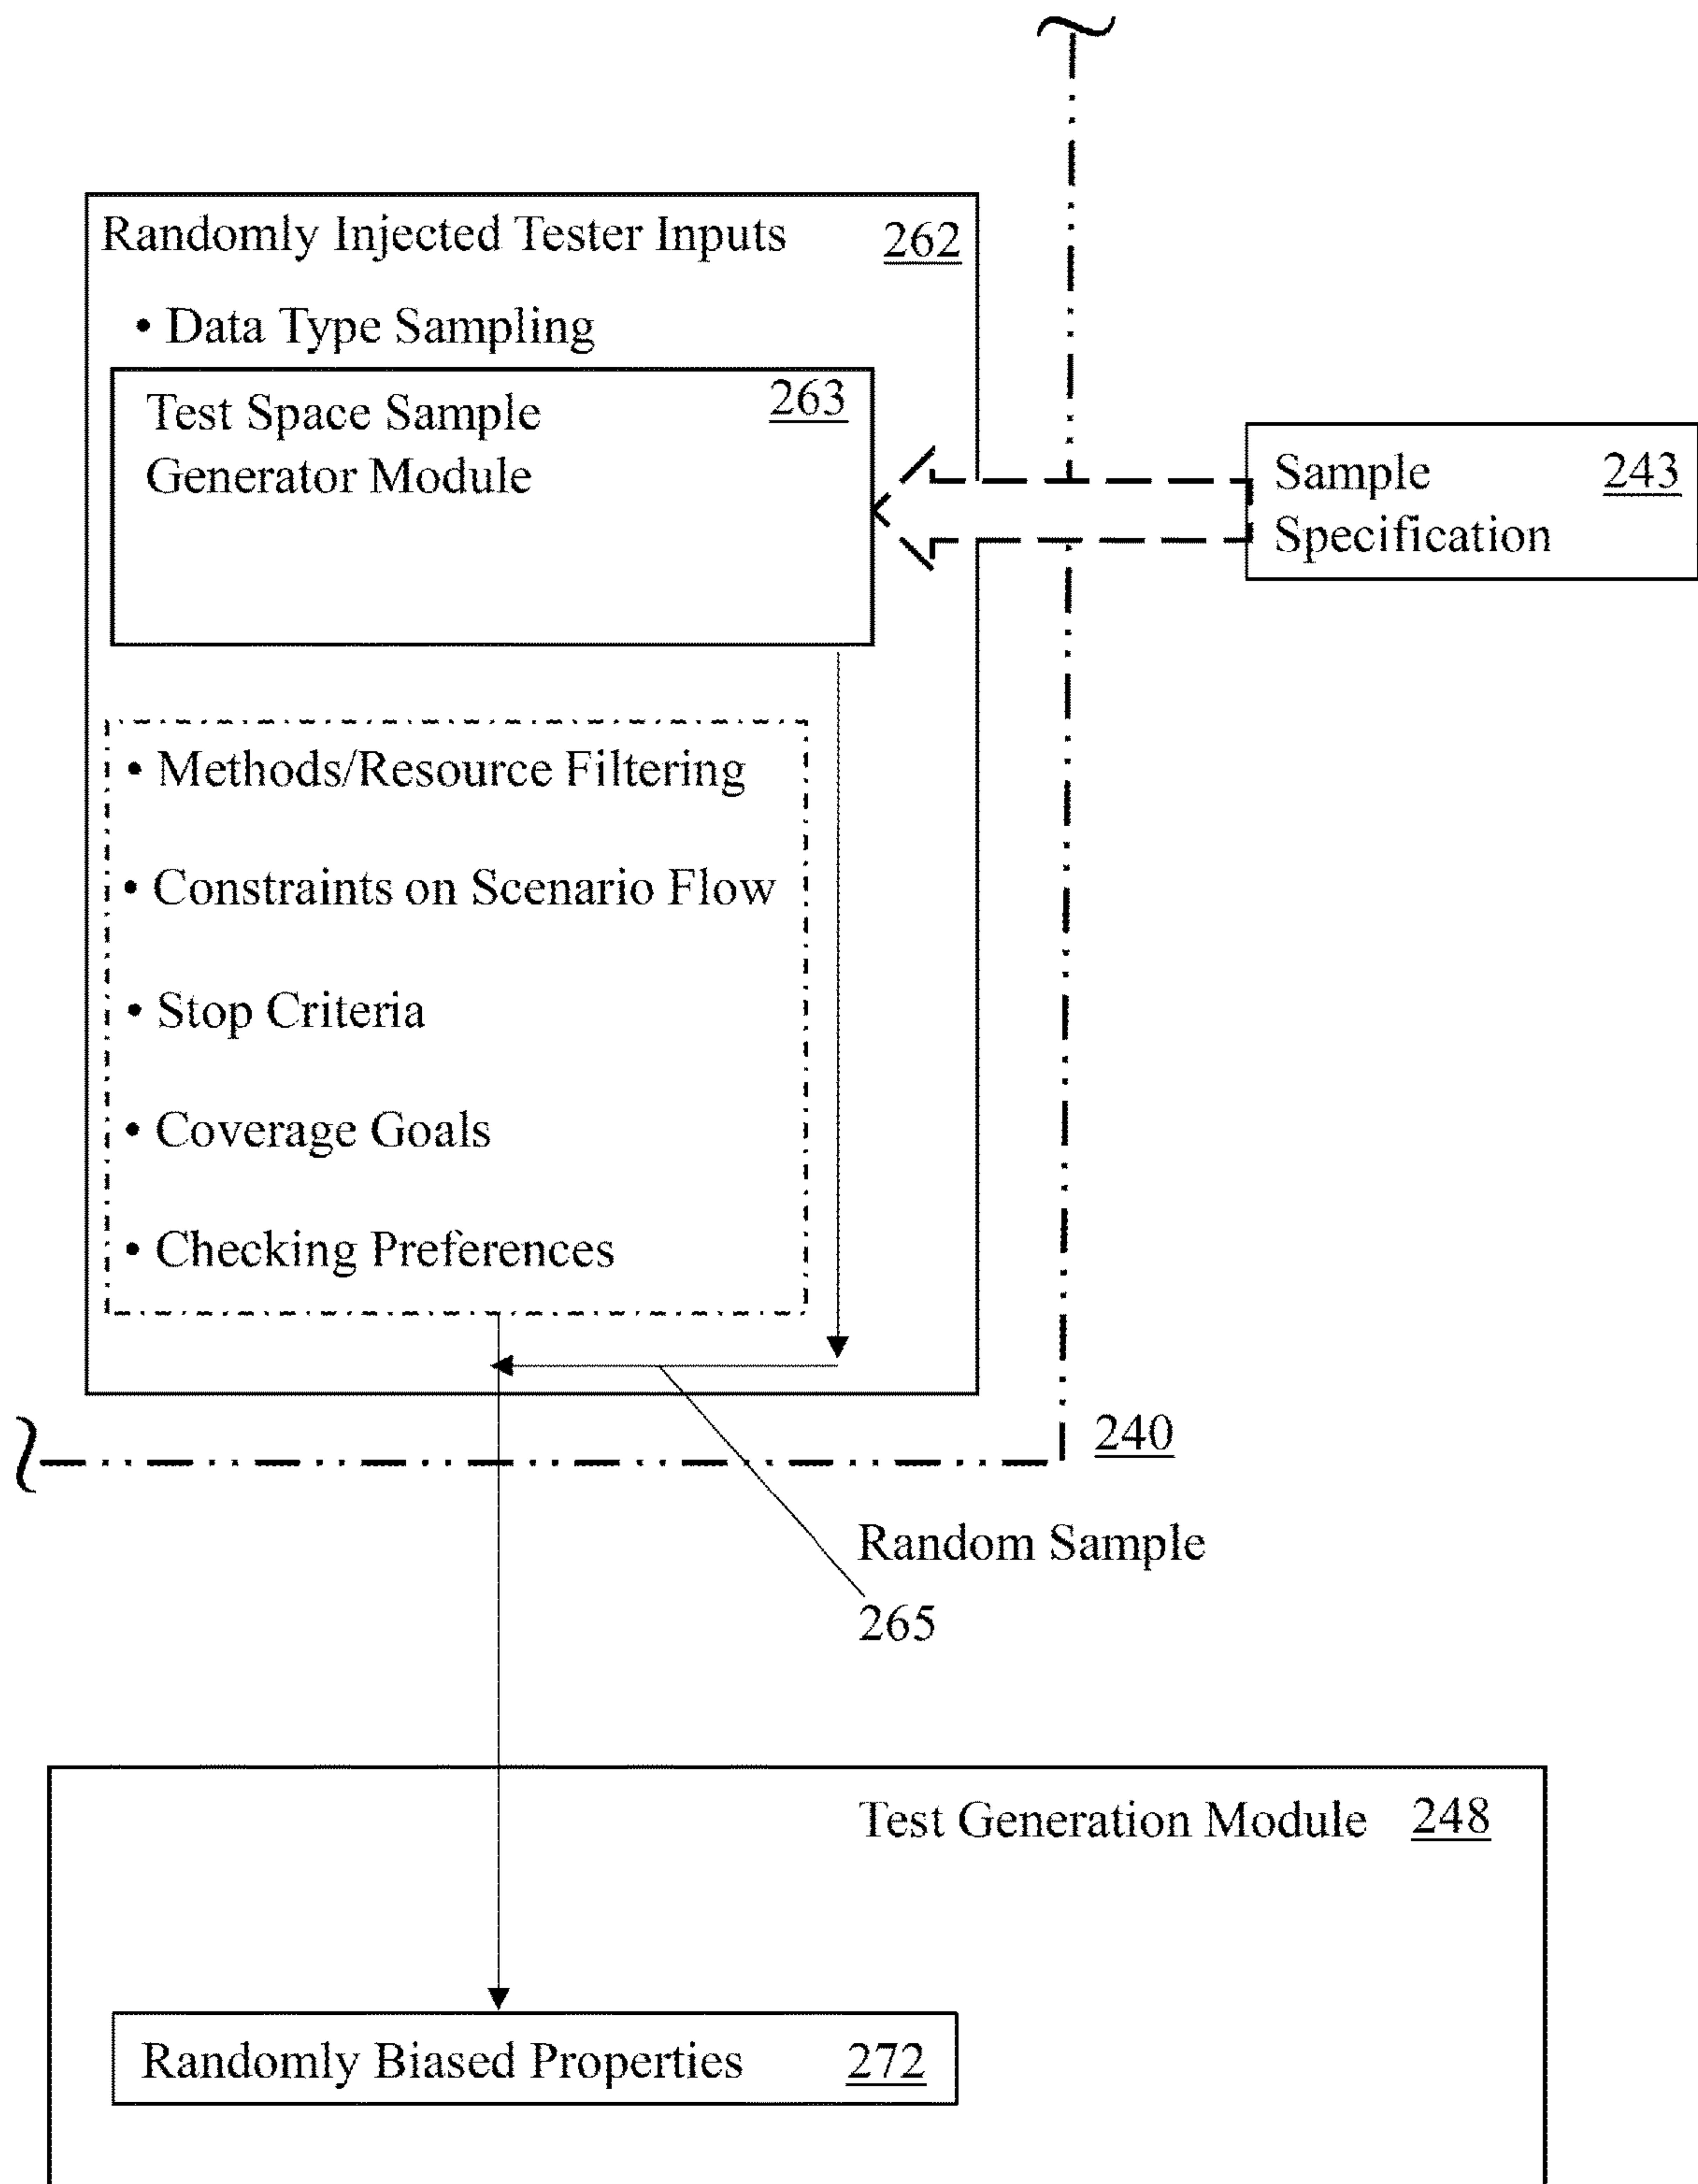 Randomly Injected Tester Inputs 262
• Data Type Sampling
Test Space Sample 263
Generator Module
Sample 243
Specification
• Methods/Resource Filtering
• Constraints on Scenario Flow
• Stop Criteria
• Coverage Goals
• Checking Preferences
240
Random Sample
265
Test Generation Module 248
Randomly Biased Properties 272